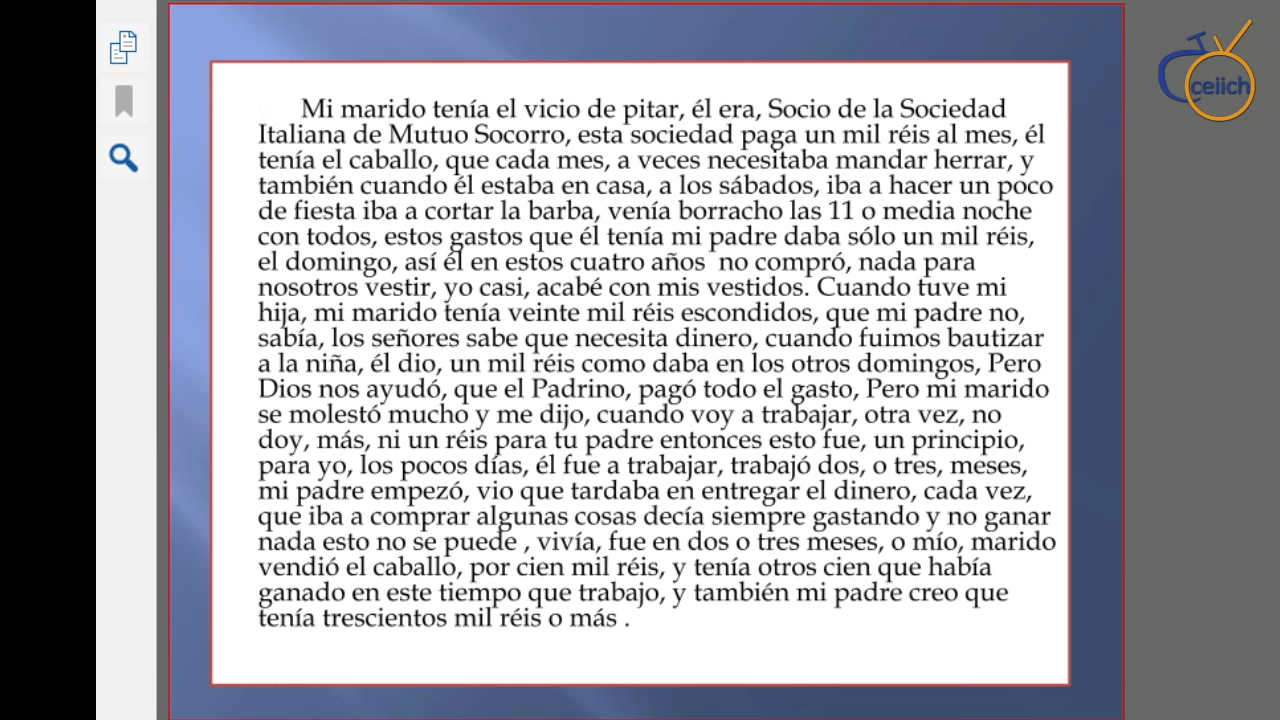 ceiich
Mi marido tenía el vicio de pitar, él era, Socio de la Sociedad
Italiana de Mutuo Socorro, esta sociedad paga un mil réis al mes, él
tenía el caballo, que cada mes, a veces necesitaba mandar herrar, y
también cuando él estaba en casa, a los sábados, iba a hacer un poco
de fiesta iba a cortar la barba, venía borracho las 11 o media noche
con todos, estos gastos que él tenía mi padre daba sólo un mil réis,
el domingo, así él en estos cuatro años  no compró, nada para
nosotros vestir, yo casi, acabé con mis vestidos. Cuando tuve mi
hija, mi marido tenía veinte mil réis escondidos, que mi padre no,
sabía, los señores sabe que necesita dinero, cuando fuimos bautizar
a la niña, él dio, un mil réis como daba en los otros domingos, Pero
Dios nos ayudó, que el Padrino, pagó todo el gasto, Pero mi marido
se molestó mucho y me dijo, cuando voy a trabajar, otra vez, no
doy, más, ni un réis para tu padre entonces esto fue, un principio,
para yo, los pocos días, él fue a trabajar, trabajó dos, o tres, meses,
mi padre empezó, vio que tardaba en entregar el dinero, cada vez,
que iba a comprar algunas cosas decía siempre gastando y no ganar
nada esto no se puede , vivía, fue en dos o tres meses, o mío, marido
vendió el caballo, por cien mil réis, y tenía otros cien que había
ganado en este tiempo que trabajo, y también mi padre creo que
tenía trescientos mil réis o más .